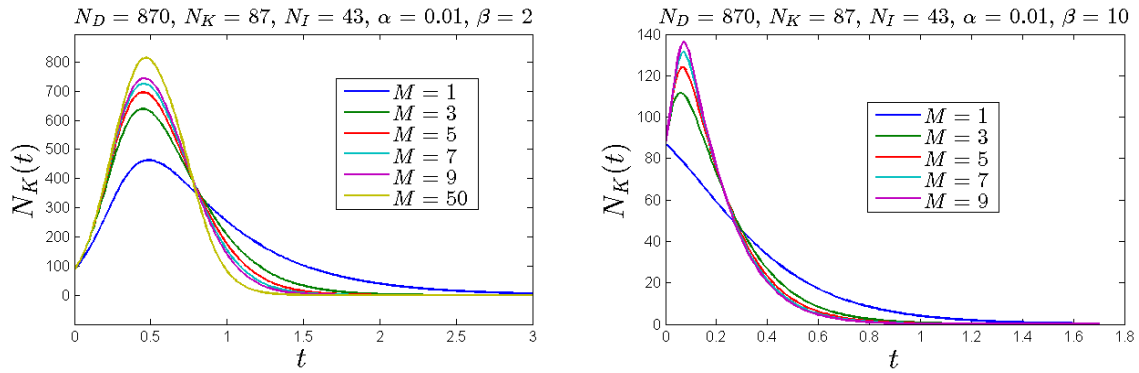 N_D = 870, N_K = 87, N_I = 43, α = 0.01, β = 2
N_K(t)
800
700
600
500
400
300
200
100
0
0
0.5
1
1.5
2
2.5
3
t
M = 1
M = 3
M = 5
M = 7
M = 9
M = 50
N_D = 870, N_K = 87, N_I = 43, α = 0.01, β = 10
N_K(t)
140
120
100
80
60
40
20
0
0
0.2
0.4
0.6
0.8
1
1.2
1.4
1.6
1.8
t
M = 1
M = 3
M = 5
M = 7
M = 9